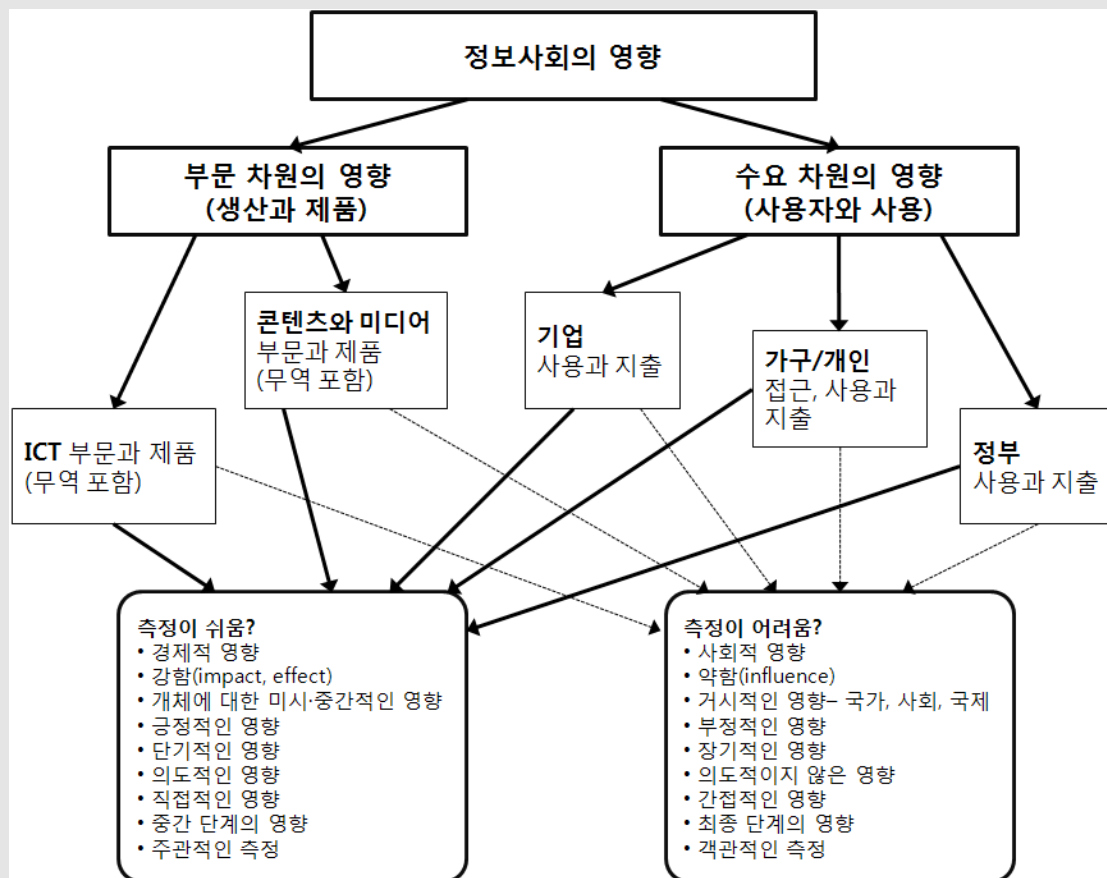 정보사회의 영향
부문 차원의 영향
(생산과 제품)
수요 차원의 영향
(사용자와 사용)
콘텐츠와 미디어
부문과 제품
(무역 포함)
기업
사용과 지출
가구/개인
접근, 사용과
지출
ICT 부문과 제품
(무역 포함)
정부
사용과 지출
측정이 쉬움?
• 경제적 영향
• 강함(impact, effect)
• 개체에 대한 미시·중간적인 영향
• 긍정적인 영향
• 단기적인 영향
• 의도적인 영향
• 직접적인 영향
• 중간 단계의 영향
• 주관적인 측정
측정이 어려움?
• 사회적 영향
• 약함(influence)
• 거시적인 영향– 국가, 사회, 국제
• 부정적인 영향
• 장기적인 영향
• 의도적이지 않은 영향
• 간접적인 영향
• 최종 단계의 영향
• 객관적인 측정